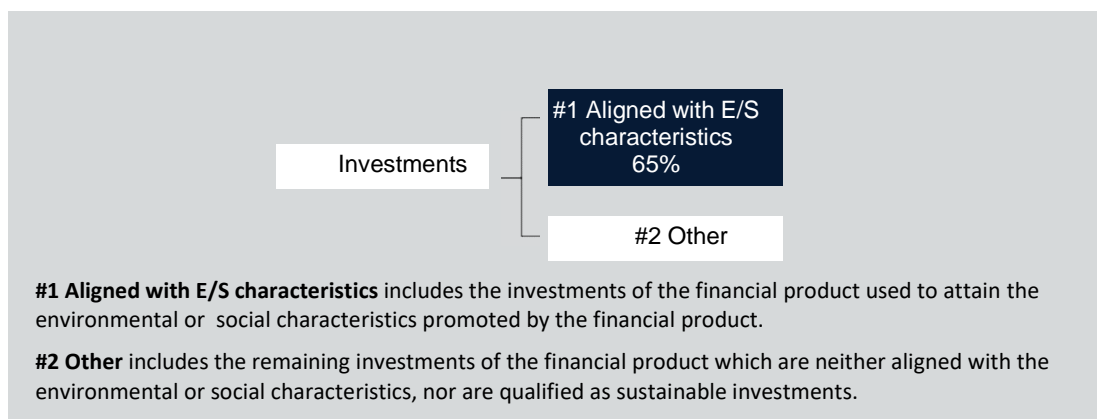 #1 Aligned with E/S
characteristics
65%
Investments
#2 Other
#1 Aligned with E/S characteristics includes the investments of the financial product used to attain the
environmental or social characteristics promoted by the financial product.
#2 Other includes the remaining investments of the financial product which are neither aligned with the
environmental or social characteristics, nor are qualified as sustainable investments.